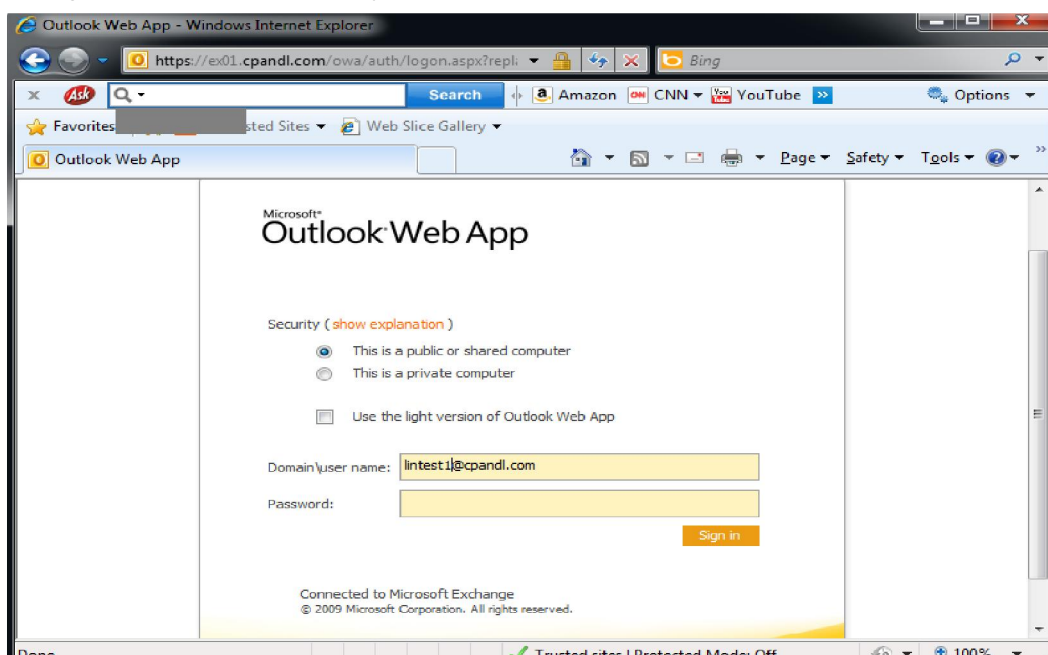 Outlook Web App - Windows Internet Explorer
https://ex01.cpandl.com/owa/auth/logon.aspx?repl
Bing
Ask Search Amazon CNN YouTube Options
Favorites sted Sites Web Slice Gallery
Outlook Web App Page Safety Tools
Microsoft®
Outlook Web App
Security ( show explanation )
This is a public or shared computer
This is a private computer
Use the light version of Outlook Web App
Domain\user name: lintest1@cpandl.com
Password:
Sign in
Connected to Microsoft Exchange
© 2009 Microsoft Corporation. All rights reserved.
Done Trusted sites | Protected Mode: Off 100%